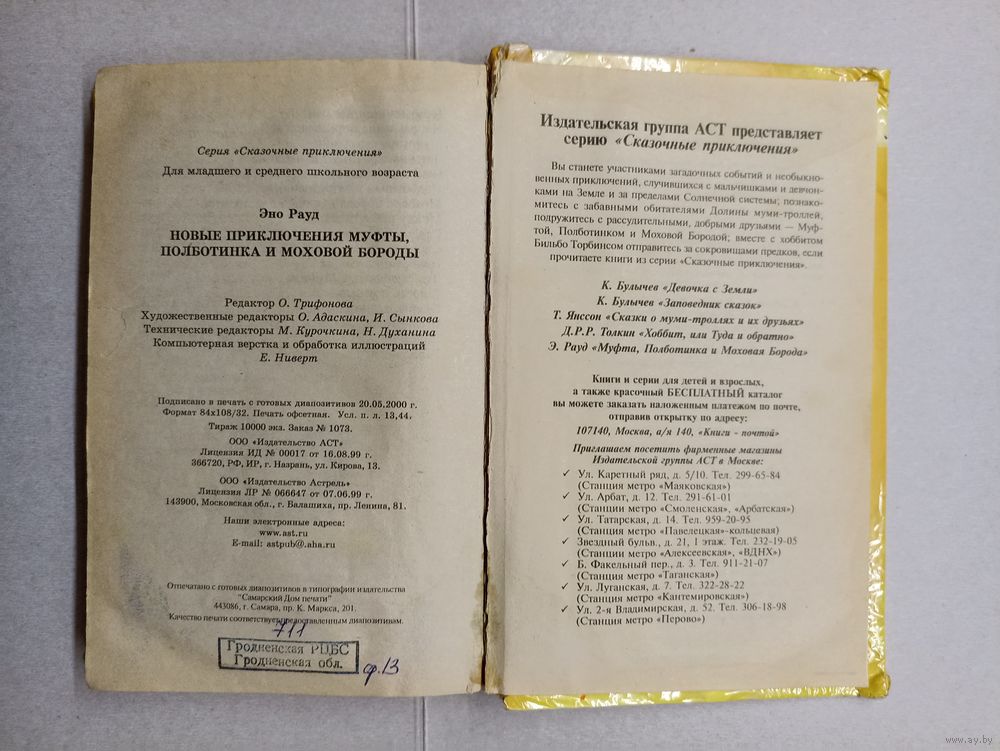 Серия «Сказочные приключения»
Для младшего и среднего школьного возраста
Эно Рауд
НОВЫЕ ПРИКЛЮЧЕНИЯ МУФТЫ,
ПОЛБОТИНКА И МОХОВОЙ БОРОДЫ
Редактор О. Трифонова
Художественные редакторы О. Адаскина, И. Сынкова
Технические редакторы М. Курочкина, Н. Духанина
Компьютерная верстка и обработка иллюстраций
Е. Ниверт
Подписано в печать с готовых диапозитивов 20.05.2000 г.
Формат 84х108/32. Печать офсетная. Усл. п. л. 13,44.
Тираж 10000 экз. Заказ № 1073.
ООО «Издательство АСТ»
Лицензия ИД № 00017 от 16.08.99 г.
366720, РФ, ИР, г. Назрань, ул. Кирова, 13.
ООО «Издательство Астрель»
Лицензия ЛР № 066647 от 07.06.99 г.
143900, Московская обл., г. Балашиха, пр. Ленина, 81.
Наши электронные адреса:
www.ast.ru
E-mail: astpub@.aha.ru
Отпечатано с готовых диапозитивов в типографии издательства
"Самарский Дом печати"
443086, г. Самара, пр. К. Маркса, 201.
Качество печати соответствует предоставленным диапозитивам.
711
Гродненская РЦБС
Гродненская обл.
ф.13
Издательская группа АСТ представляет
серию «Сказочные приключения»
Вы станете участниками загадочных событий и необыкно-
венных приключений, случившихся с мальчишками и девчон-
ками на Земле и за пределами Солнечной системы; познако-
митесь с забавными обитателями Долины муми-троллей,
подружитесь с рассудительными, добрыми друзьями — Муф-
той, Полботинком и Моховой Бородой; вместе с хоббитом
Бильбо Торбинсом отправитесь за сокровищами предков, если
прочитаете книги из серии «Сказочные приключения».
К. Булычев «Девочка с Земли»
К. Булычев «Заповедник сказок»
Т. Янссон «Сказки о муми-троллях и их друзьях»
Д.Р.Р. Толкин «Хоббит, или Туда и обратно»
Э. Рауд «Муфта, Полботинка и Моховая Борода»
Книги и серии для детей и взрослых,
а также красочный БЕСПЛАТНЫЙ каталог
вы можете заказать наложенным платежом по почте,
отправив открытку по адресу:
107140, Москва, а/я 140, «Книги - почтой»
Приглашаем посетить фирменные магазины
Издательской группы АСТ в Москве:
✓ Ул. Каретный ряд, д. 5/10. Тел. 299-65-84
(Станция метро «Маяковская»)
✓ Ул. Арбат, д. 12. Тел. 291-61-01
(Станции метро «Смоленская», «Арбатская»)
✓ Ул. Татарская, д. 14. Тел. 959-20-95
(Станция метро «Павелецкая»-кольцевая)
✓ Звездный бульв., д. 21, 1 этаж. Тел. 232-19-05
(Станции метро «Алексеевская», «ВДНХ»)
✓ Б. Факельный пер., д. 3. Тел. 911-21-07
(Станция метро «Таганская»)
✓ Ул. Луганская, д. 7. Тел. 322-28-22
(Станция метро «Кантемировская»)
✓ Ул. 2-я Владимирская, д. 52. Тел. 306-18-98
(Станция метро «Перово»)
www.ay.by